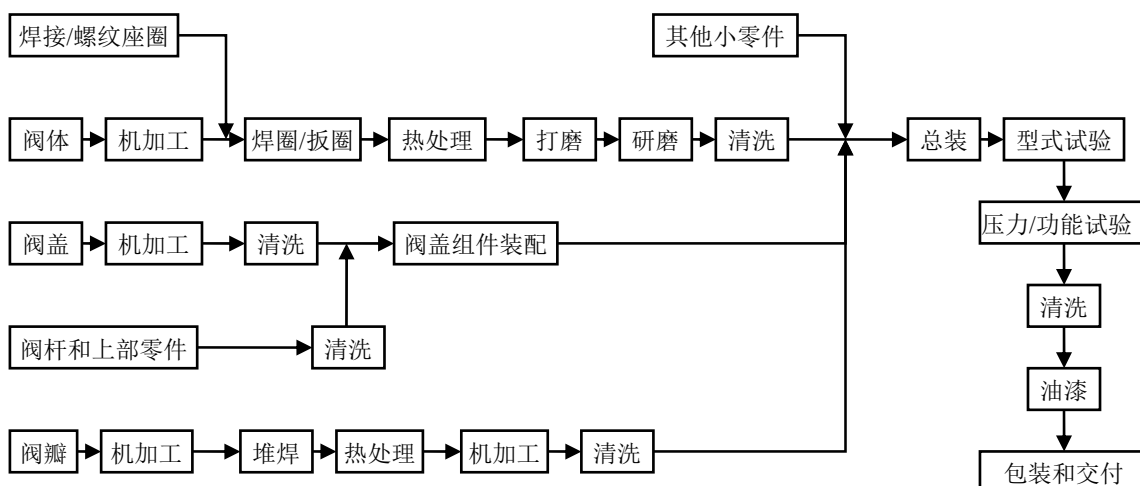 焊接/螺纹座圈
其他小零件
阀体
机加工
焊圈/扳圈
热处理
打磨
研磨
清洗
总装
型式试验
阀盖
机加工
清洗
阀盖组件装配
压力/功能试验
清洗
阀杆和上部零件
清洗
油漆
阀瓣
机加工
堆焊
热处理
机加工
清洗
包装和交付